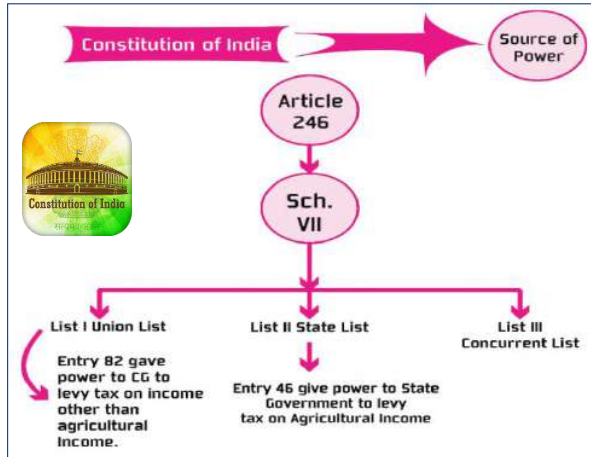 Constitution of India
Source of
Power
Article
246
Constitution of India
Sch.
VII
List I Union List
List II State List
List III
Concurrent List
Entry 82 gave
power to CG to
levy tax on income
other than
agricultural
Income.
Entry 46 give power to State
Government to levy
tax on Agricultural Income